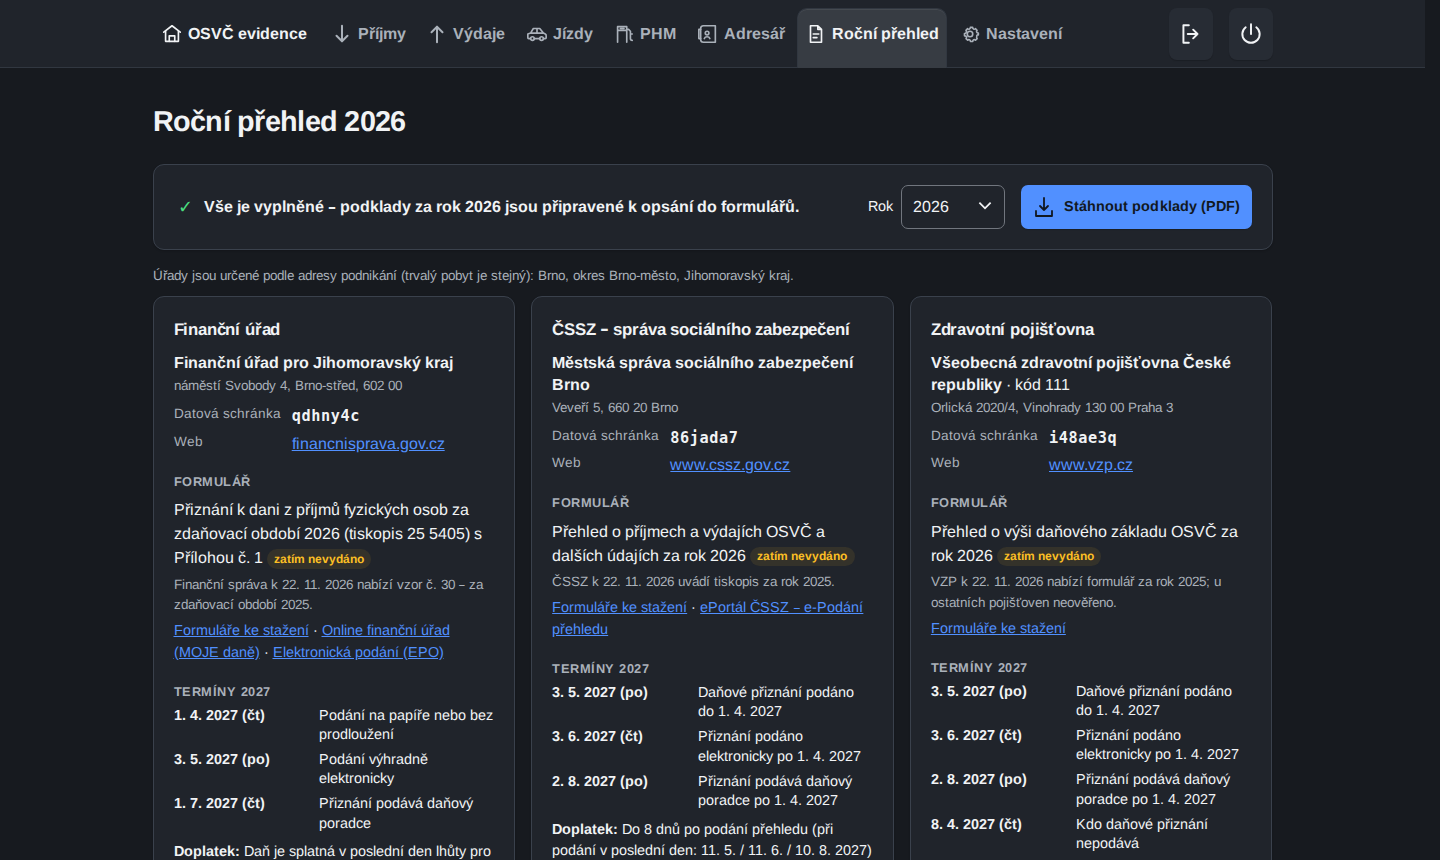 OSVČ evidence Příjmy Výdaje Jízdy PHM Adresář Roční přehled Nastavení
Roční přehled 2026
✓ Vše je vyplněné – podklady za rok 2026 jsou připravené k opsání do formulářů. Rok 2026 Stáhnout podklady (PDF)
Úřady jsou určené podle adresy podnikání (trvalý pobyt je stejný): Brno, okres Brno-město, Jihomoravský kraj.
Finanční úřad
Finanční úřad pro Jihomoravský kraj
náměstí Svobody 4, Brno-střed, 602 00
Datová schránka qdhny4c
Web financnisprava.gov.cz
FORMULÁŘ
Přiznání k dani z příjmů fyzických osob za
zdaňovací období 2026 (tiskopis 25 5405) s
Přílohou č. 1 zatím nevydáno
Finanční správa k 22. 11. 2026 nabízí vzor č. 30 – za
zdaňovací období 2025.
Formuláře ke stažení · Online finanční úřad
(MOJE daně) · Elektronická podání (EPO)
TERMÍNY 2027
1. 4. 2027 (čt) Podání na papíře nebo bez
prodloužení
3. 5. 2027 (po) Podání výhradně
elektronicky
1. 7. 2027 (čt) Přiznání podává daňový
poradce
Doplatek: Daň je splatná v poslední den lhůty pro
ČSSZ – správa sociálního zabezpečení
Městská správa sociálního zabezpečení
Brno
Veveří 5, 660 20 Brno
Datová schránka 86jada7
Web www.cssz.gov.cz
FORMULÁŘ
Přehled o příjmech a výdajích OSVČ a
dalších údajích za rok 2026 zatím nevydáno
ČSSZ k 22. 11. 2026 uvádí tiskopis za rok 2025.
Formuláře ke stažení · ePortál ČSSZ – e-Podání
přehledu
TERMÍNY 2027
3. 5. 2027 (po) Daňové přiznání podáno
do 1. 4. 2027
3. 6. 2027 (čt) Přiznání podáno
elektronicky po 1. 4. 2027
2. 8. 2027 (po) Přiznání podává daňový
poradce po 1. 4. 2027
Doplatek: Do 8 dnů po podání přehledu (při
podání v poslední den: 11. 5. / 11. 6. / 10. 8. 2027)
Zdravotní pojišťovna
Všeobecná zdravotní pojišťovna České
republiky · kód 111
Orlická 2020/4, Vinohrady 130 00 Praha 3
Datová schránka i48ae3q
Web www.vzp.cz
FORMULÁŘ
Přehled o výši daňového základu OSVČ za
rok 2026 zatím nevydáno
VZP k 22. 11. 2026 nabízí formulář za rok 2025; u
ostatních pojišťoven neověřeno.
Formuláře ke stažení
TERMÍNY 2027
3. 5. 2027 (po) Daňové přiznání podáno
do 1. 4. 2027
3. 6. 2027 (čt) Přiznání podáno
elektronicky po 1. 4. 2027
2. 8. 2027 (po) Přiznání podává daňový
poradce po 1. 4. 2027
8. 4. 2027 (čt) Kdo daňové přiznání
nepodává